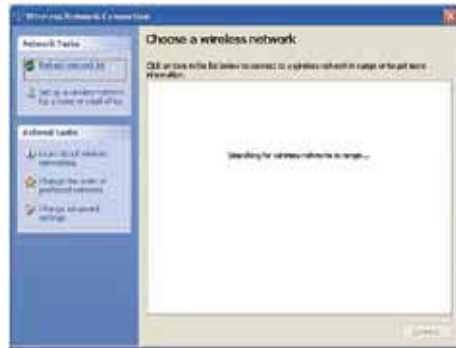 Wireless Network Connection
Network Tasks
Refresh network list
Set up a wireless network
for a home or small office
Related Tasks
Learn about wireless
networking
Change the order of
preferred networks
Change advanced
settings
Choose a wireless network
Click an item in the list below to connect to a wireless network in range or to get more
information.
Searching for wireless networks in range...
Connect